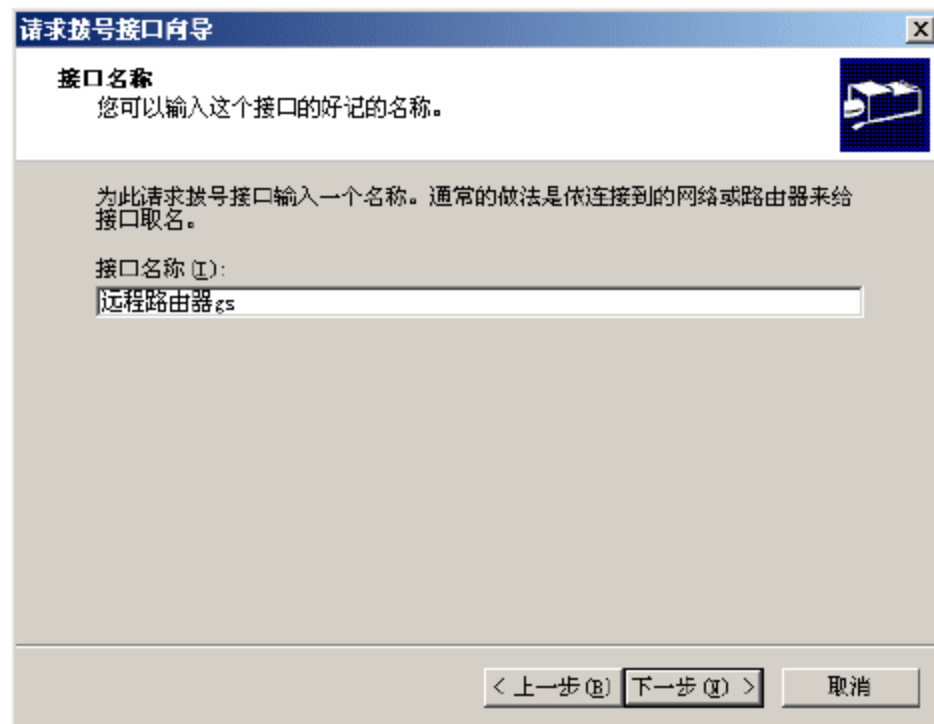 请求拨号接口向导
接口名称
您可以输入这个接口的好记的名称。
为此请求拨号接口输入一个名称。通常的做法是依连接到的网络或路由器来给
接口取名。
接口名称(I):
远程路由器gs
< 上一步(B) 下一步(N) > 取消